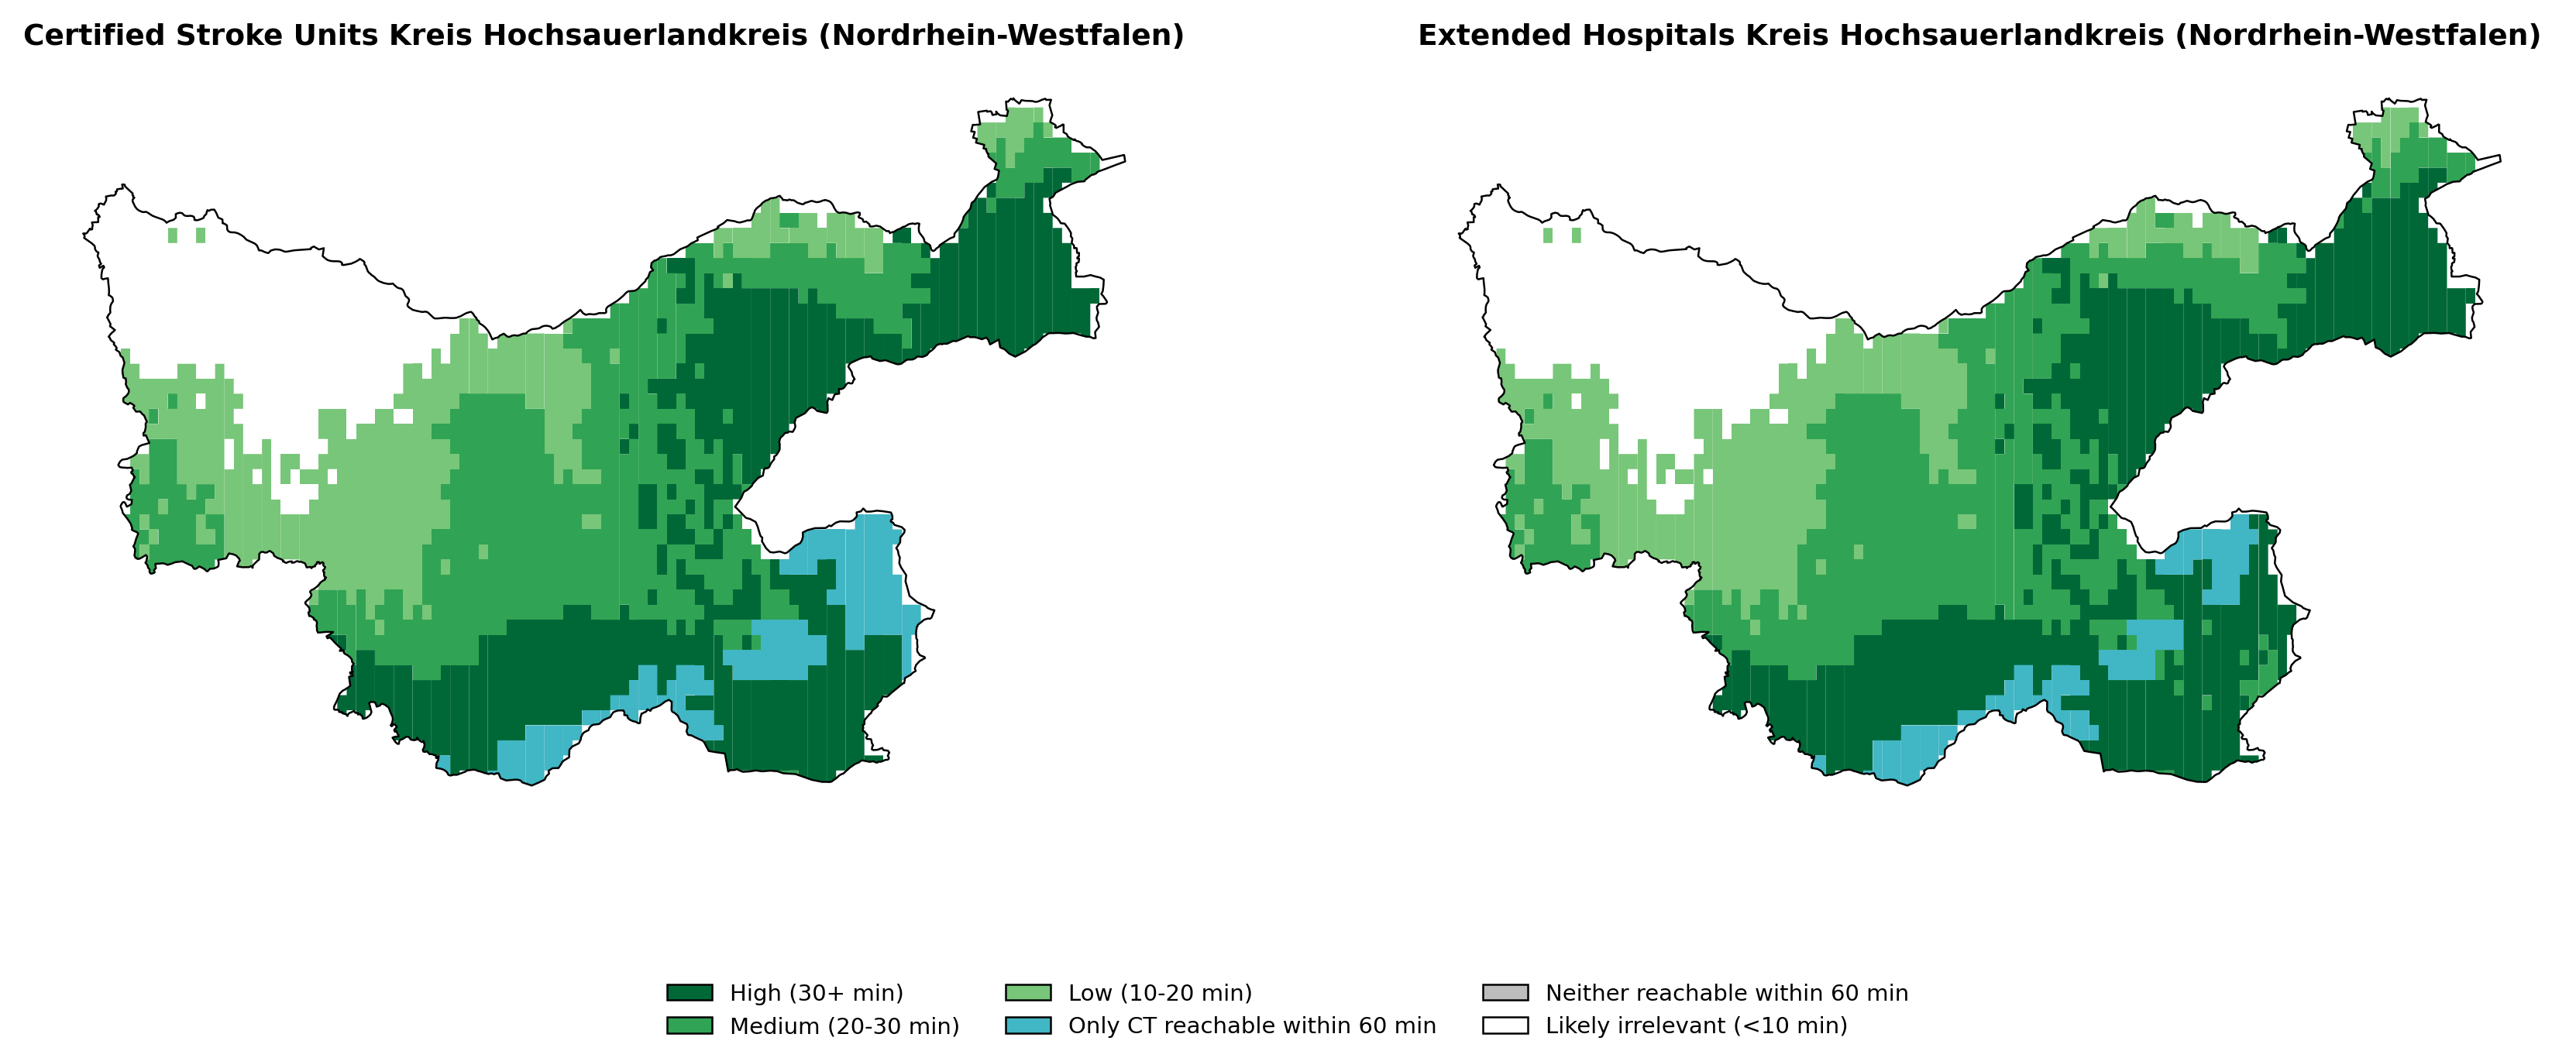 Certified Stroke Units Kreis Hochsauerlandkreis (Nordrhein-Westfalen)
Extended Hospitals Kreis Hochsauerlandkreis (Nordrhein-Westfalen)
High (30+ min)
Medium (20-30 min)
Low (10-20 min)
Only CT reachable within 60 min
Neither reachable within 60 min
Likely irrelevant (<10 min)